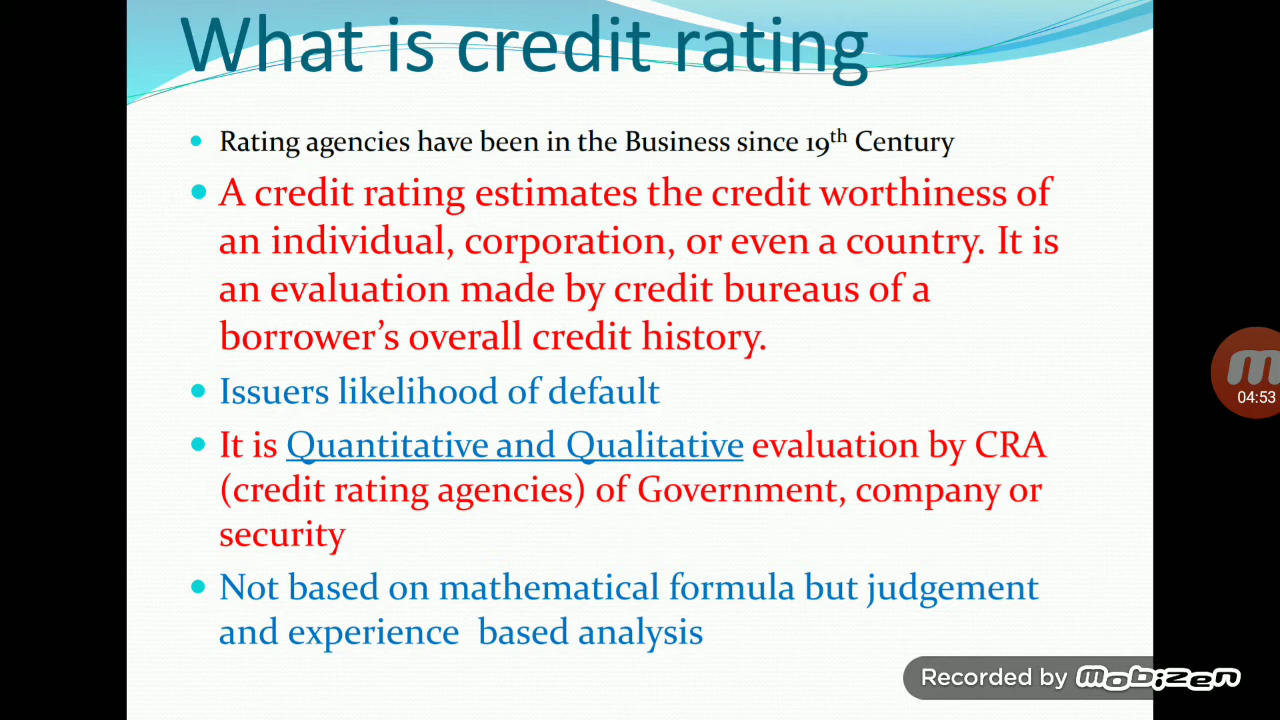 What is credit rating
Rating agencies have been in the Business since 19th Century
A credit rating estimates the credit worthiness of
an individual, corporation, or even a country. It is
an evaluation made by credit bureaus of a
borrower’s overall credit history.
Issuers likelihood of default
It is Quantitative and Qualitative evaluation by CRA
(credit rating agencies) of Government, company or
security
Not based on mathematical formula but judgement
and experience based analysis
04:53
Recorded by mobizen